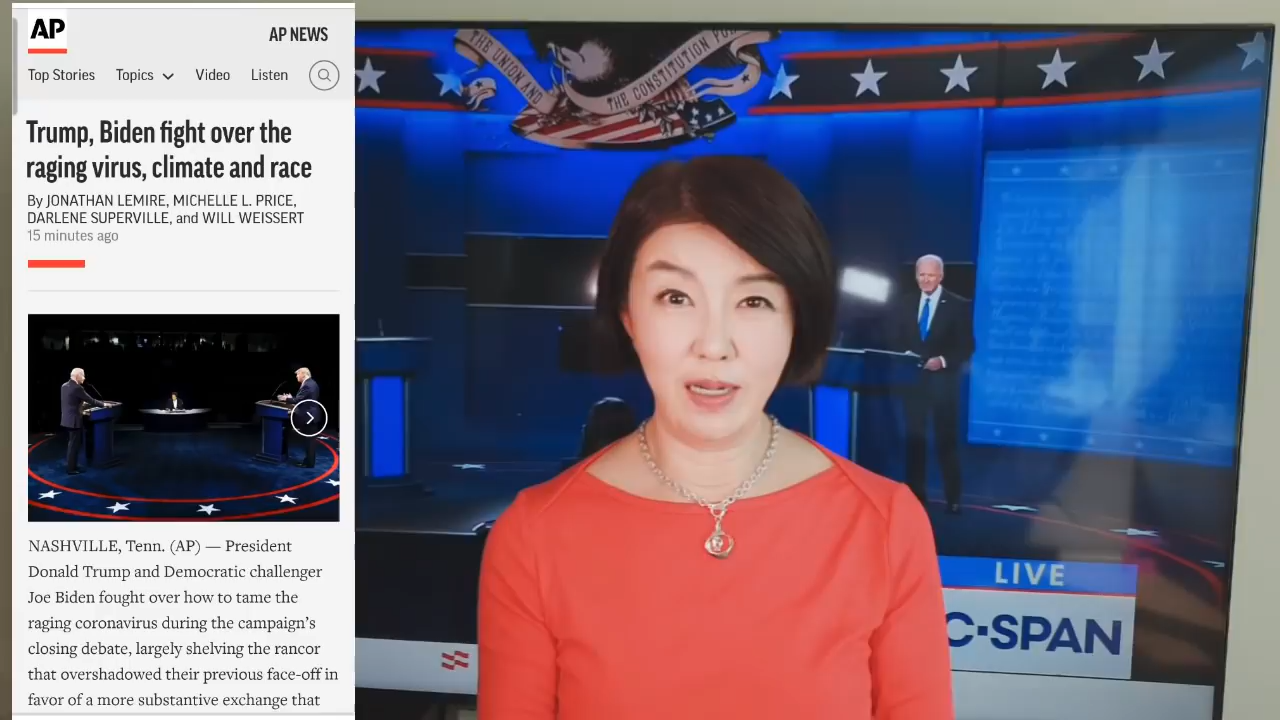 AP
AP NEWS
Top Stories Topics Video Listen
Trump, Biden fight over the
raging virus, climate and race
By JONATHAN LEMIRE, MICHELLE L. PRICE,
DARLENE SUPERVILLE, and WILL WEISSERT
15 minutes ago
NASHVILLE, Tenn. (AP) — President
Donald Trump and Democratic challenger
Joe Biden fought over how to tame the
raging coronavirus during the campaign's
closing debate, largely shelving the rancor
that overshadowed their previous face-off in
favor of a more substantive exchange that
THE UNION AND
THE CONSTITUTION FOR
LIVE
C·SPAN